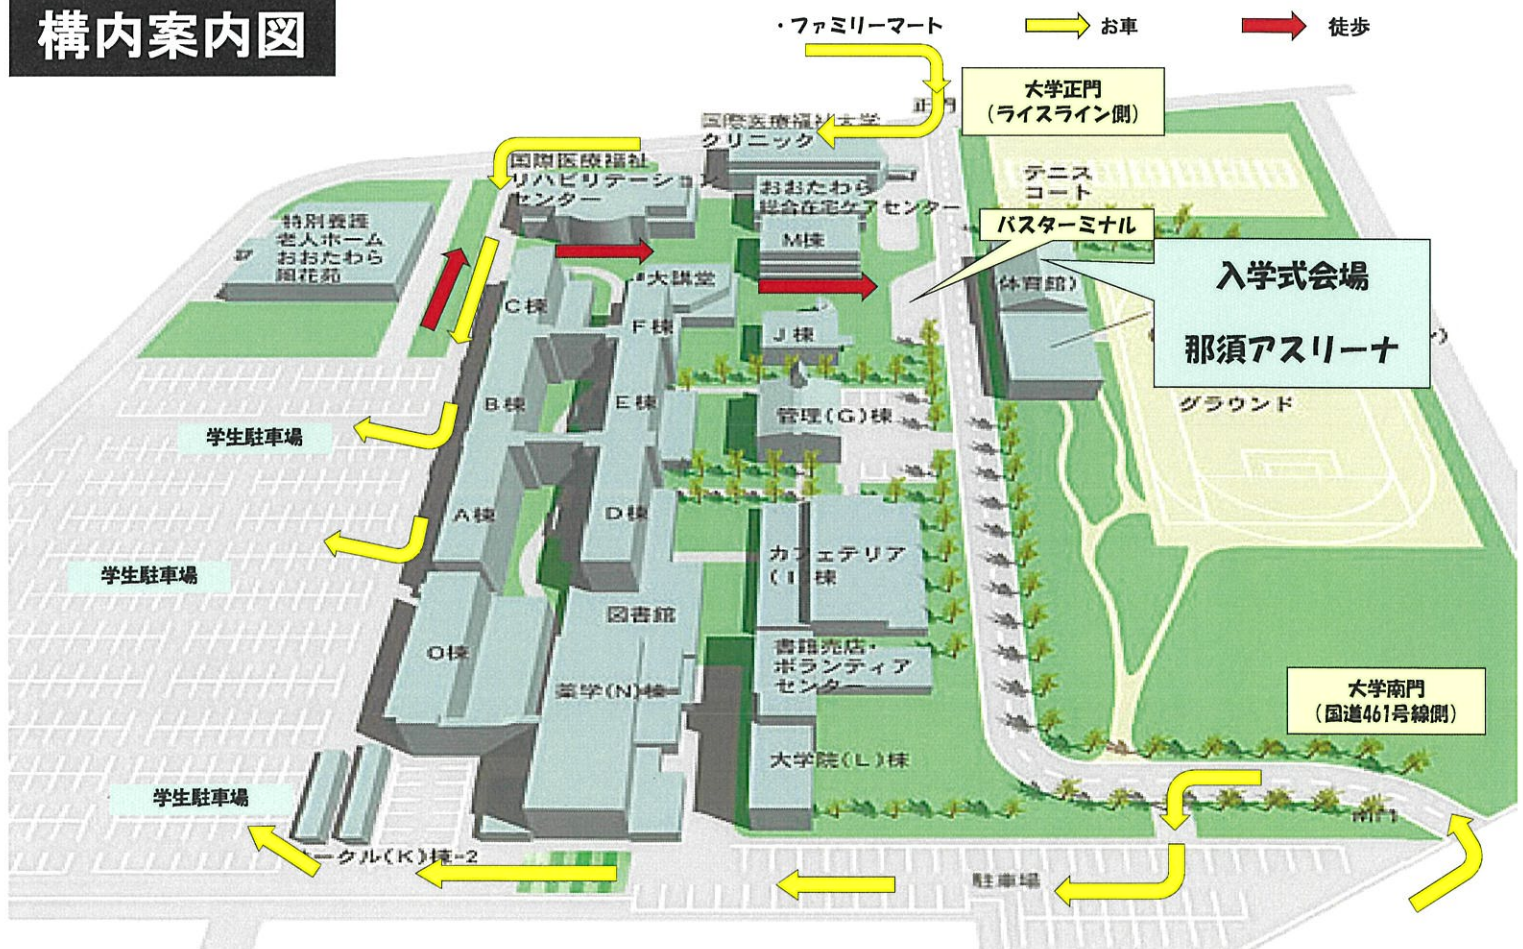 構内案内図
・ファミリーマート
お車
徒歩
大学正門
（ライスライン側）
正門
国際医療福祉大学
クリニック
国際医療福祉
リハビリテーション
センター
おおたわら
総合在宅ケアセンター
テニス
コート
バスターミナル
特別養護
老人ホーム
おおたわら
風花苑
M棟
入学式会場
那須アスリーナ
体育館)
大講堂
C棟
F棟
J棟
グラウンド
B棟
E棟
管理(G)棟
学生駐車場
A棟
D棟
カフェテリア
(I)棟
学生駐車場
図書館
O棟
書籍売店・
ボランティア
センター
薬学(N)棟
大学南門
（国道461号線側）
大学院(L)棟
学生駐車場
南門
サークル(K)棟-2
駐車場